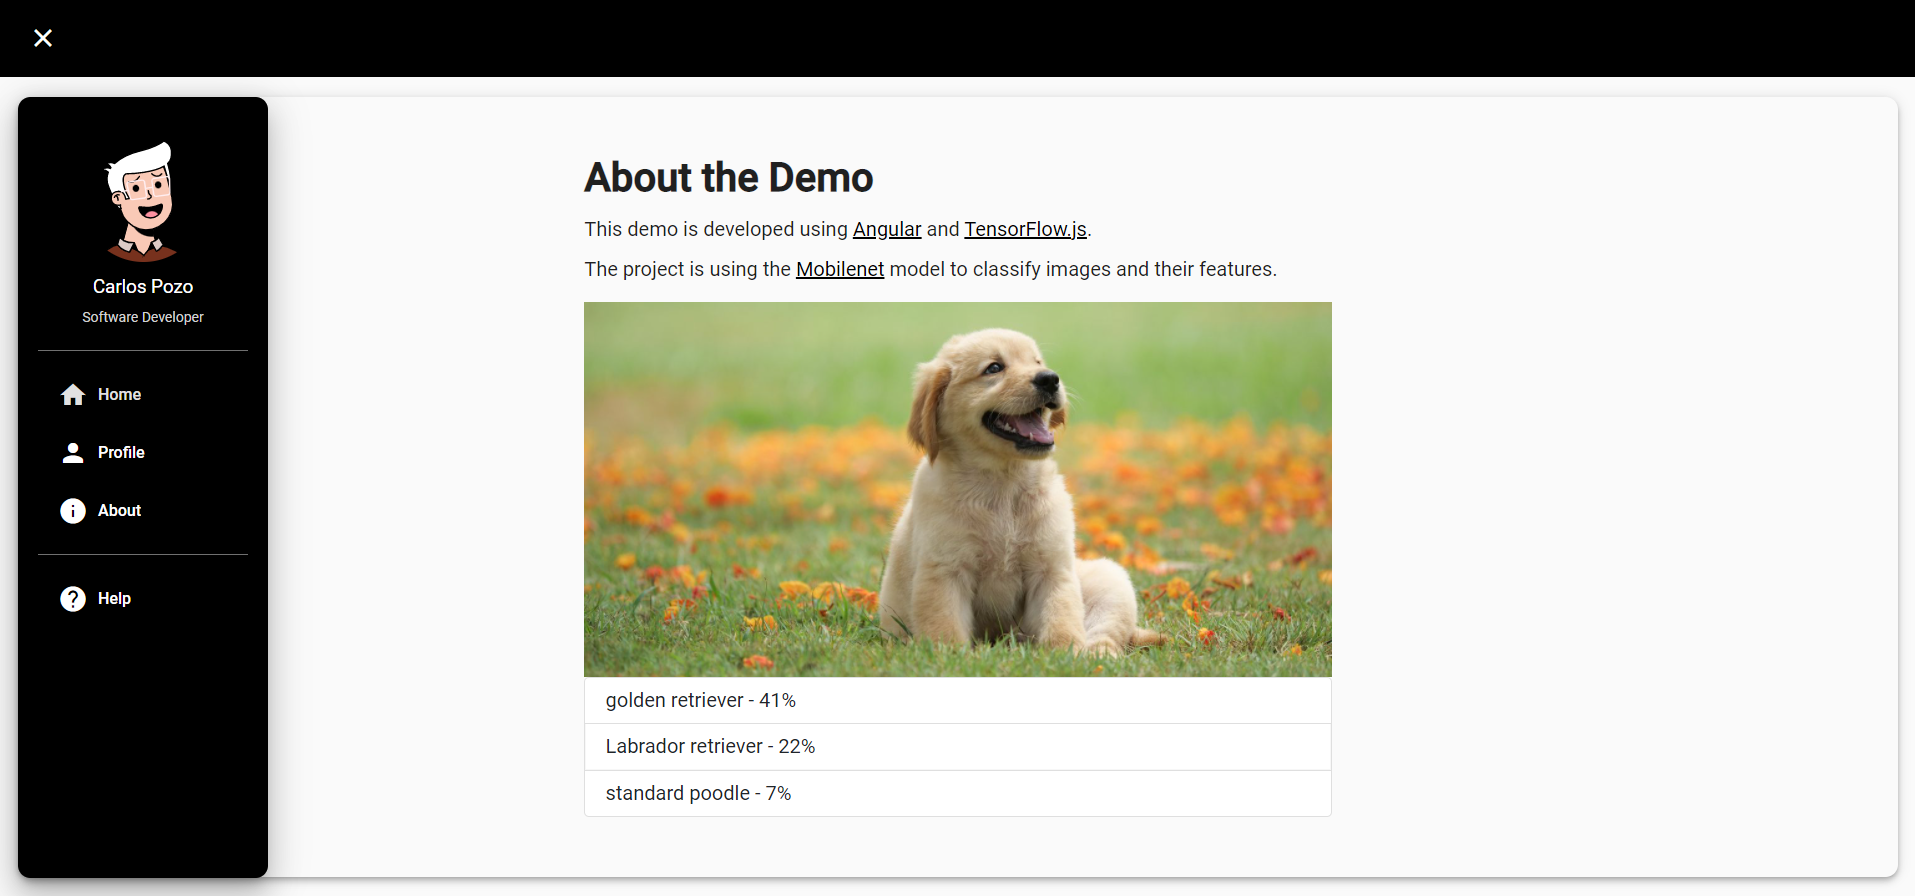 Carlos Pozo
Software Developer
Home
Profile
About
Help
About the Demo
This demo is developed using Angular and TensorFlow.js.
The project is using the Mobilenet model to classify images and their features.
golden retriever - 41%
Labrador retriever - 22%
standard poodle - 7%